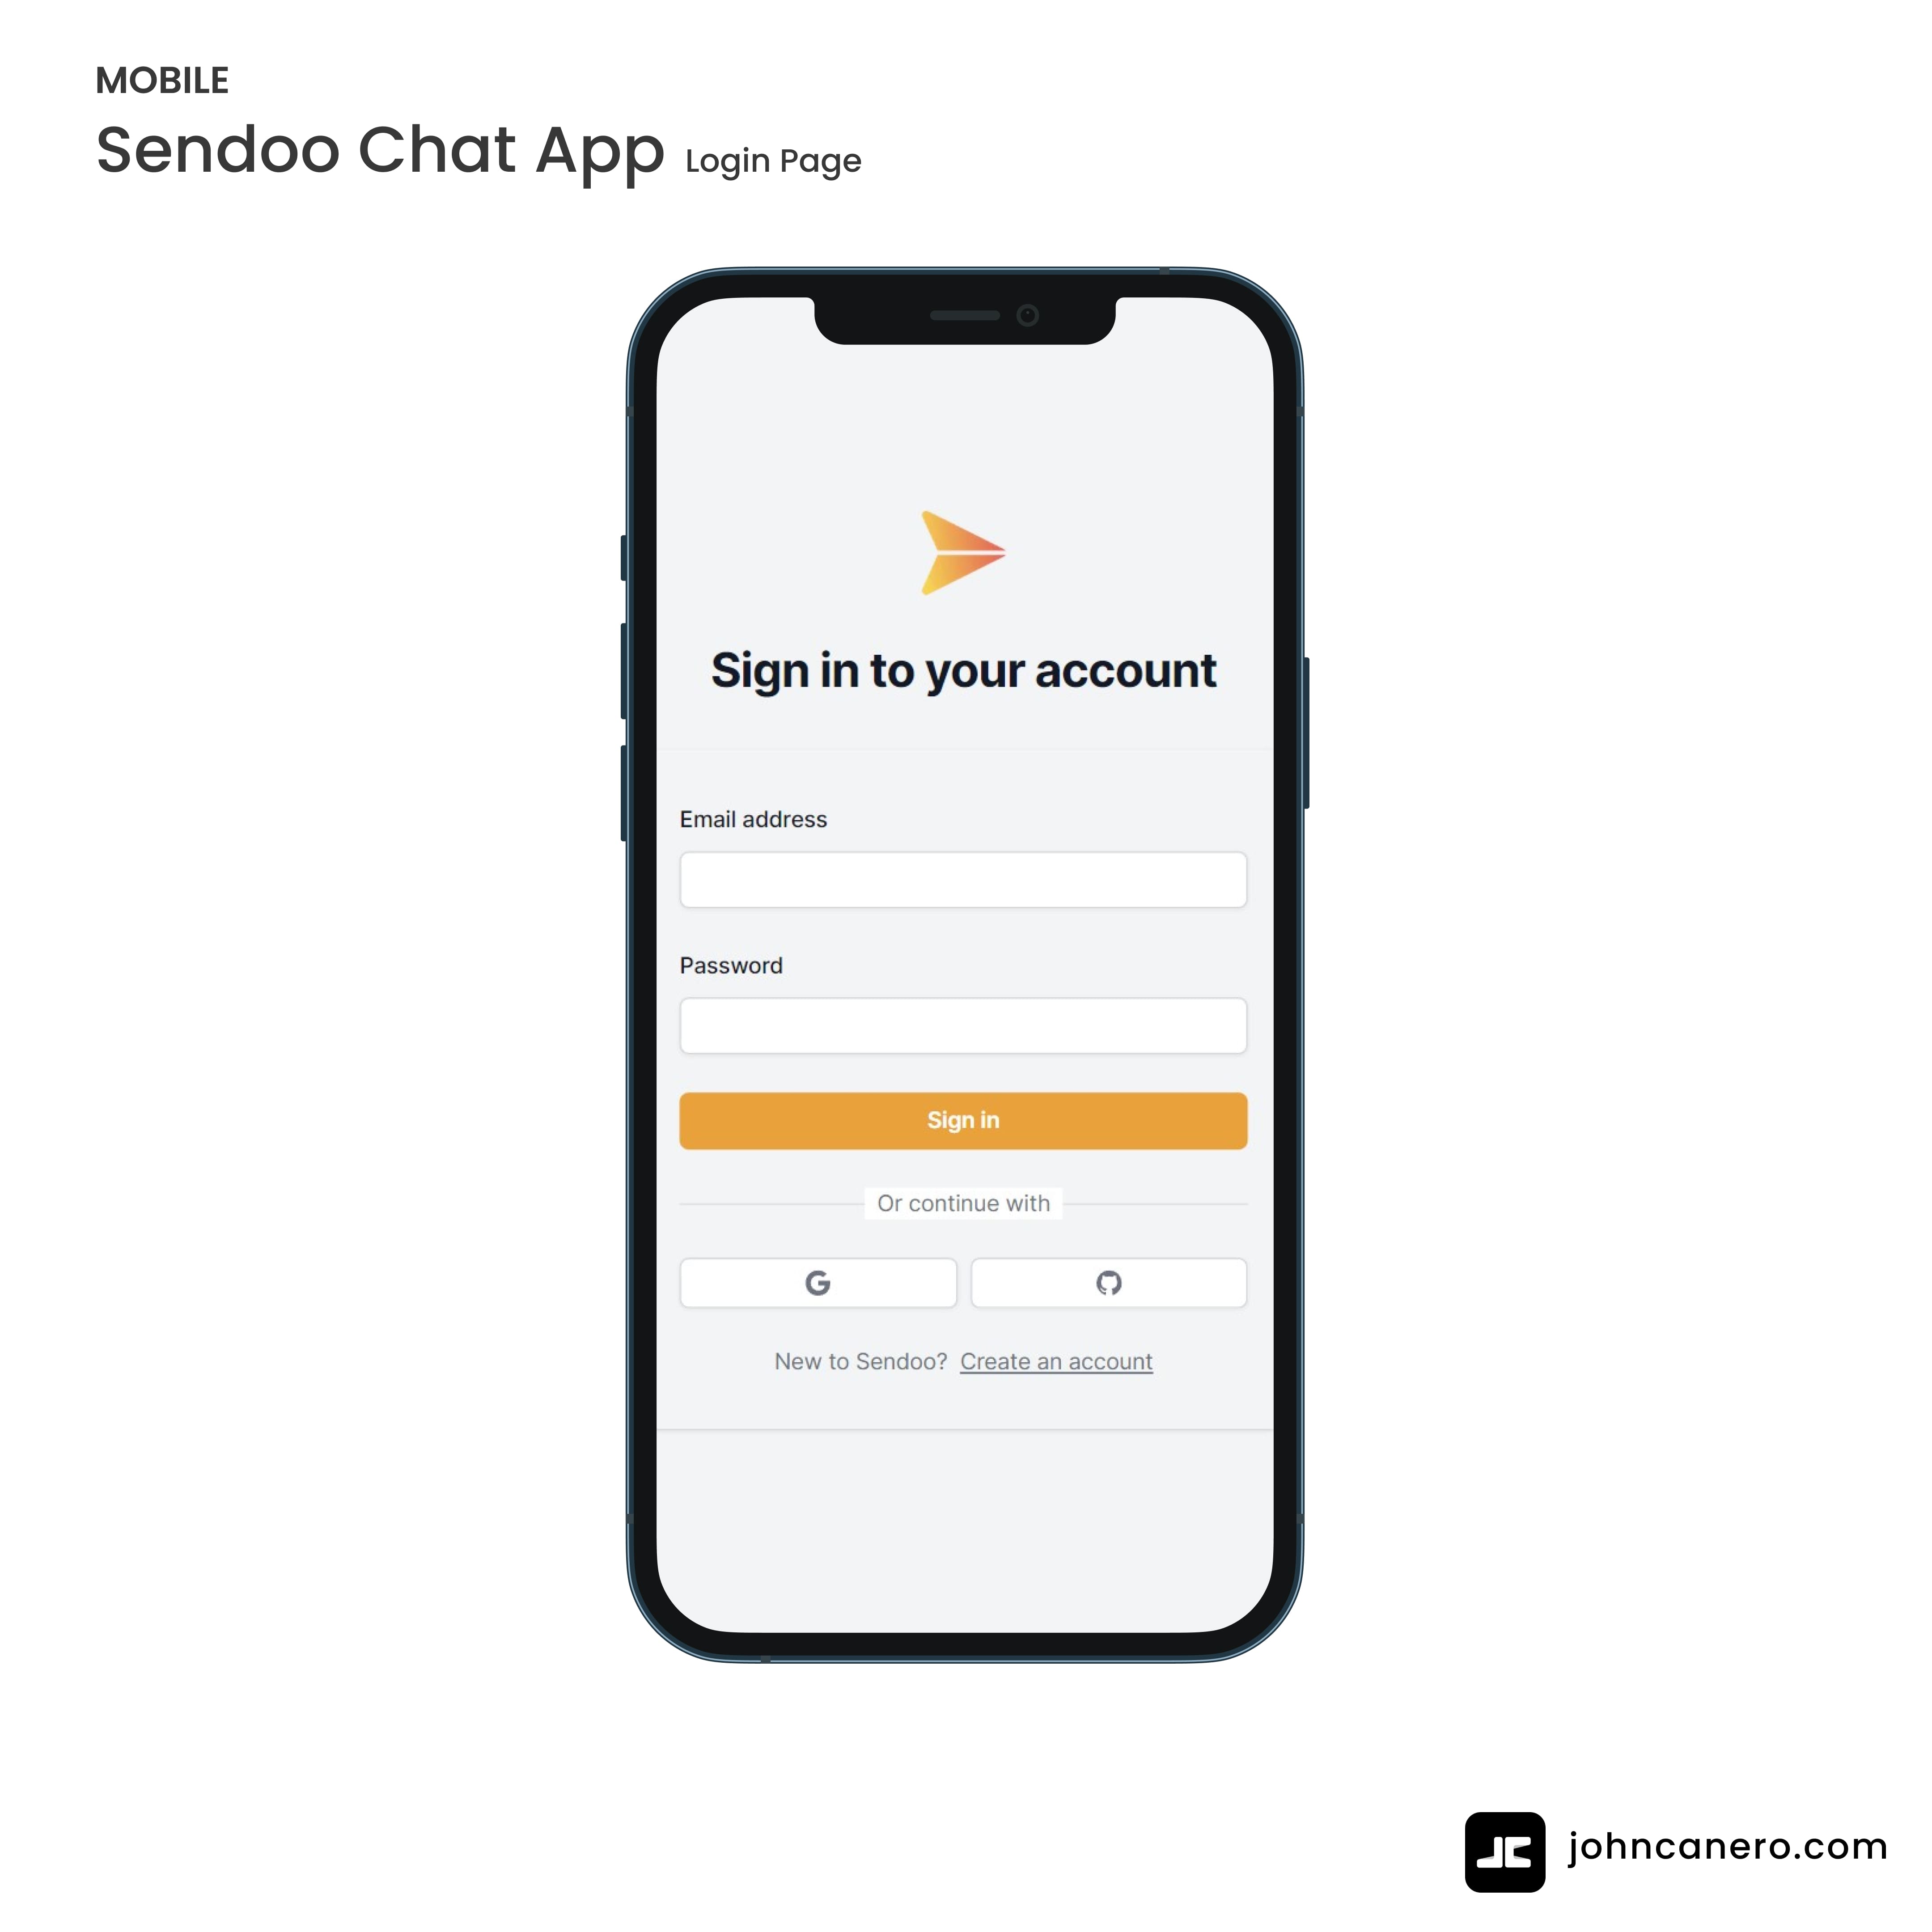 MOBILE
Sendoo Chat App Login Page
Sign in to your account
Email address
Password
Sign in
Or continue with
G
New to Sendoo? Create an account
JC johncanero.com